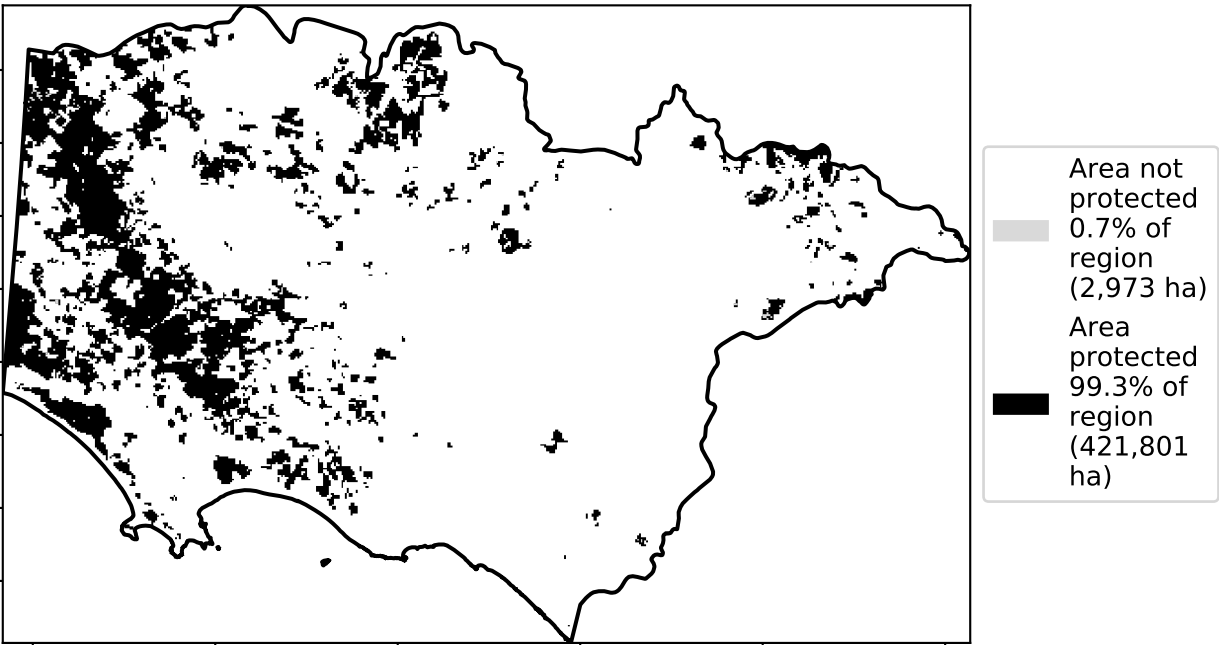 Area not
protected
0.7% of
region
(2,973 ha)
Area
protected
99.3% of
region
(421,801
ha)